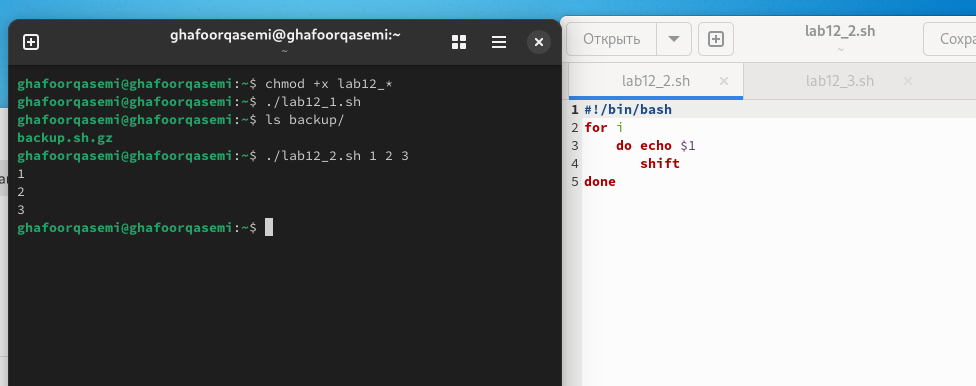 ghafoorqasemi@ghafoorqasemi:~
~
ghafoorqasemi@ghafoorqasemi:~$ chmod +x lab12_*
ghafoorqasemi@ghafoorqasemi:~$ ./lab12_1.sh
ghafoorqasemi@ghafoorqasemi:~$ ls backup/
backup.sh.gz
ghafoorqasemi@ghafoorqasemi:~$ ./lab12_2.sh 1 2 3
1
2
3
ghafoorqasemi@ghafoorqasemi:~$
Открыть
lab12_2.sh
~
Сохра
lab12_2.sh ×
lab12_3.sh ×
1 #!/bin/bash
2 for i
3     do echo $1
4        shift
5 done